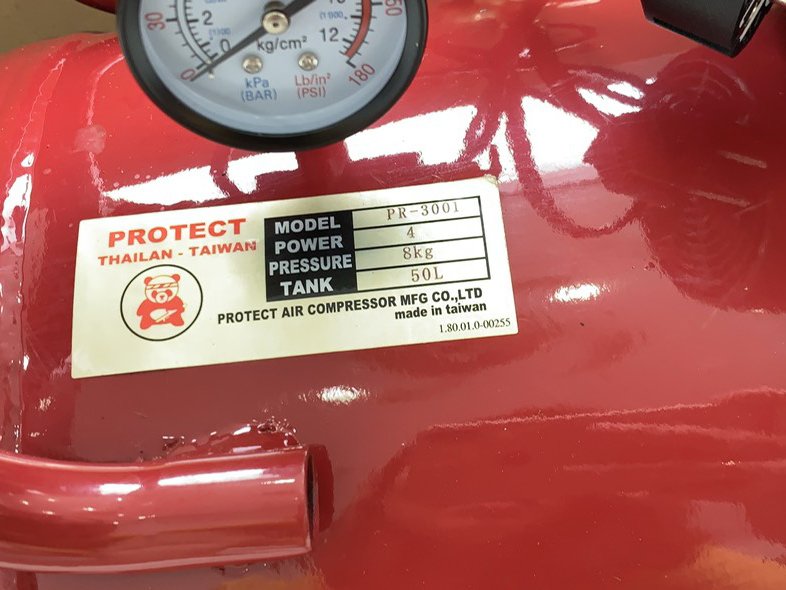 30
2
0
0
kg/cm²
12
180
kPa
(BAR)
Lb/in²
(PSI)
PROTECT
THAILAN - TAIWAN
MODEL PR-3001
POWER 4
PRESSURE 8kg
TANK 50L
PROTECT AIR COMPRESSOR MFG CO.,LTD
made in taiwan
1.80.01.0-00255